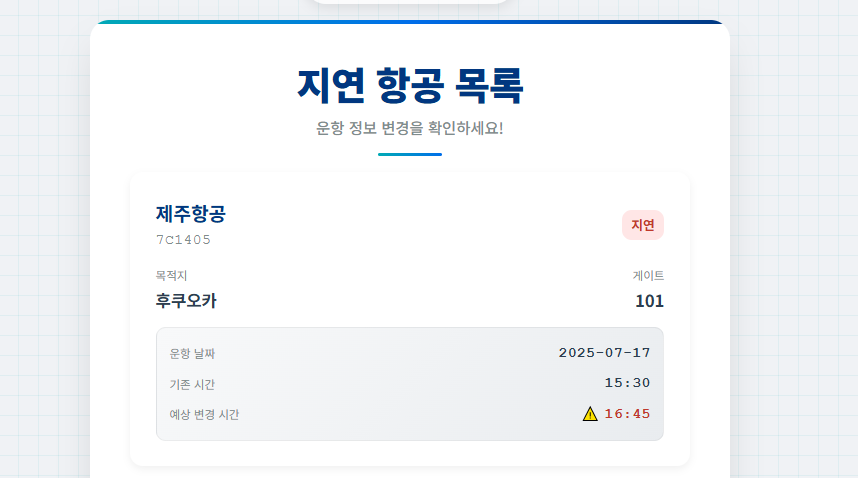 지연 항공 목록
운항 정보 변경을 확인하세요!
제주항공
7C1405
지연
목적지
게이트
후쿠오카
101
운항 날짜
2025-07-17
기존 시간
15:30
예상 변경 시간
⚠ 16:45